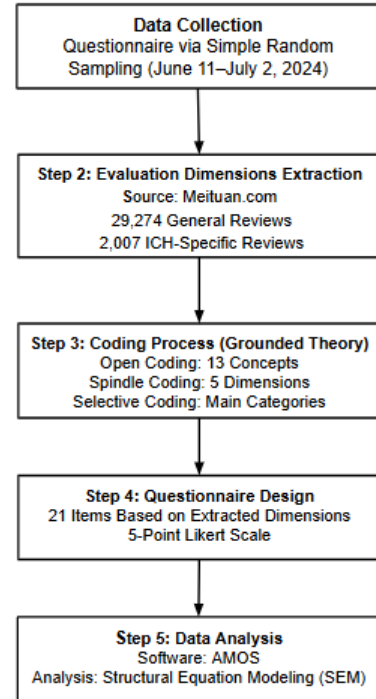 Data Collection
Questionnaire via Simple Random
Sampling (June 11–July 2, 2024)
Step 2: Evaluation Dimensions Extraction
Source: Meituan.com
29,274 General Reviews
2,007 ICH-Specific Reviews
Step 3: Coding Process (Grounded Theory)
Open Coding: 13 Concepts
Spindle Coding: 5 Dimensions
Selective Coding: Main Categories
Step 4: Questionnaire Design
21 Items Based on Extracted Dimensions
5-Point Likert Scale
Step 5: Data Analysis
Software: AMOS
Analysis: Structural Equation Modeling (SEM)